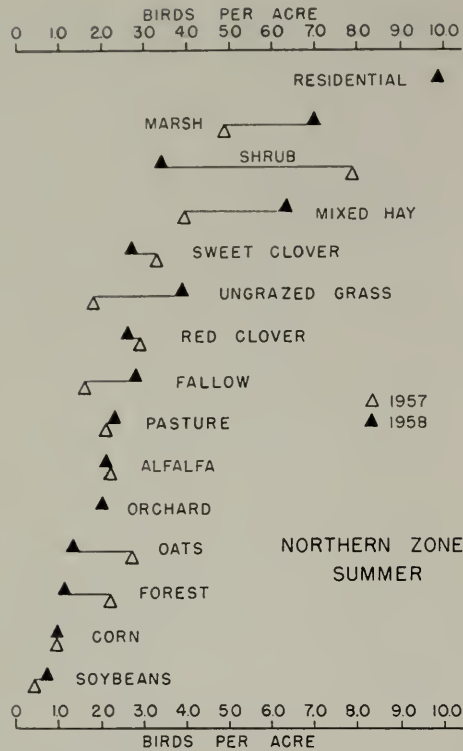 BIRDS PER ACRE
0 1.0 2.0 3.0 4.0 5.0 6.0 7.0 8.0 9.0 10.0
RESIDENTIAL
MARSH
SHRUB
MIXED HAY
SWEET CLOVER
UNGRAZED GRASS
RED CLOVER
FALLOW
△ 1957
▲ 1958
PASTURE
ALFALFA
ORCHARD
OATS
NORTHERN ZONE
SUMMER
FOREST
CORN
SOYBEANS
0 1.0 2.0 3.0 4.0 5.0 6.0 7.0 8.0 9.0 10.0
BIRDS PER ACRE